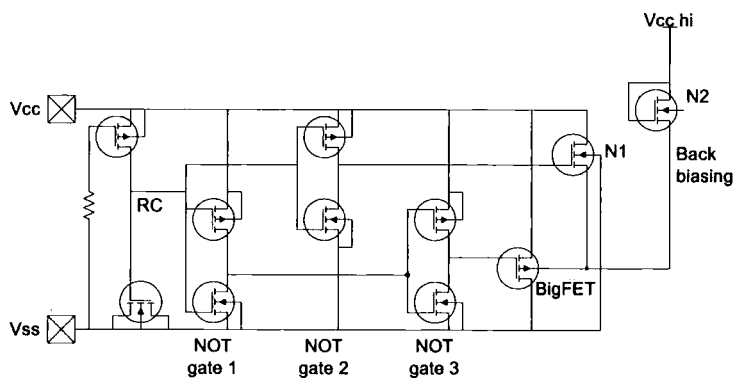 Vcc hi
Vcc
N2
N1
Back
biasing
RC
BigFET
Vss
NOT
gate 1
NOT
gate 2
NOT
gate 3